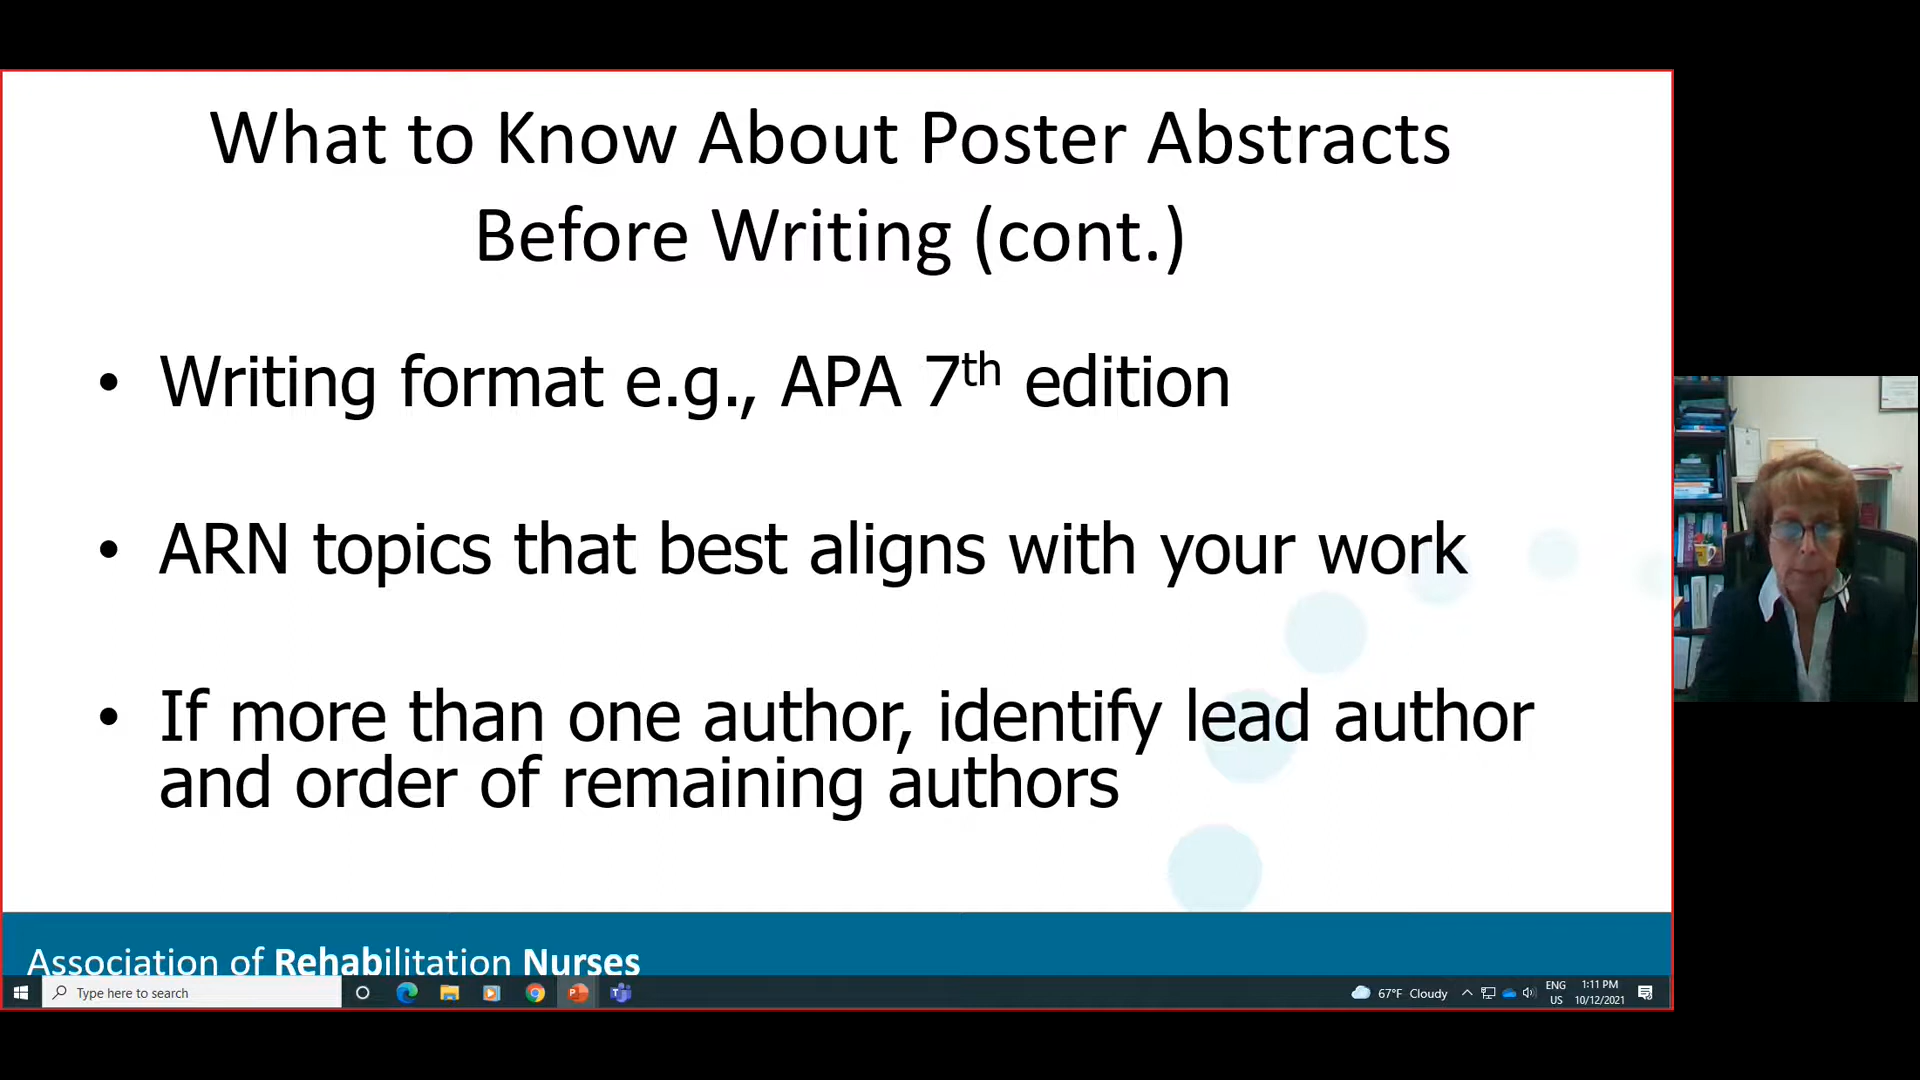 What to Know About Poster Abstracts
Before Writing (cont.)
• Writing format e.g., APA 7th edition
• ARN topics that best aligns with your work
• If more than one author, identify lead author
and order of remaining authors
Association of Rehabilitation Nurses
Type here to search
67°F Cloudy
ENG
US
1:11 PM
10/12/2021